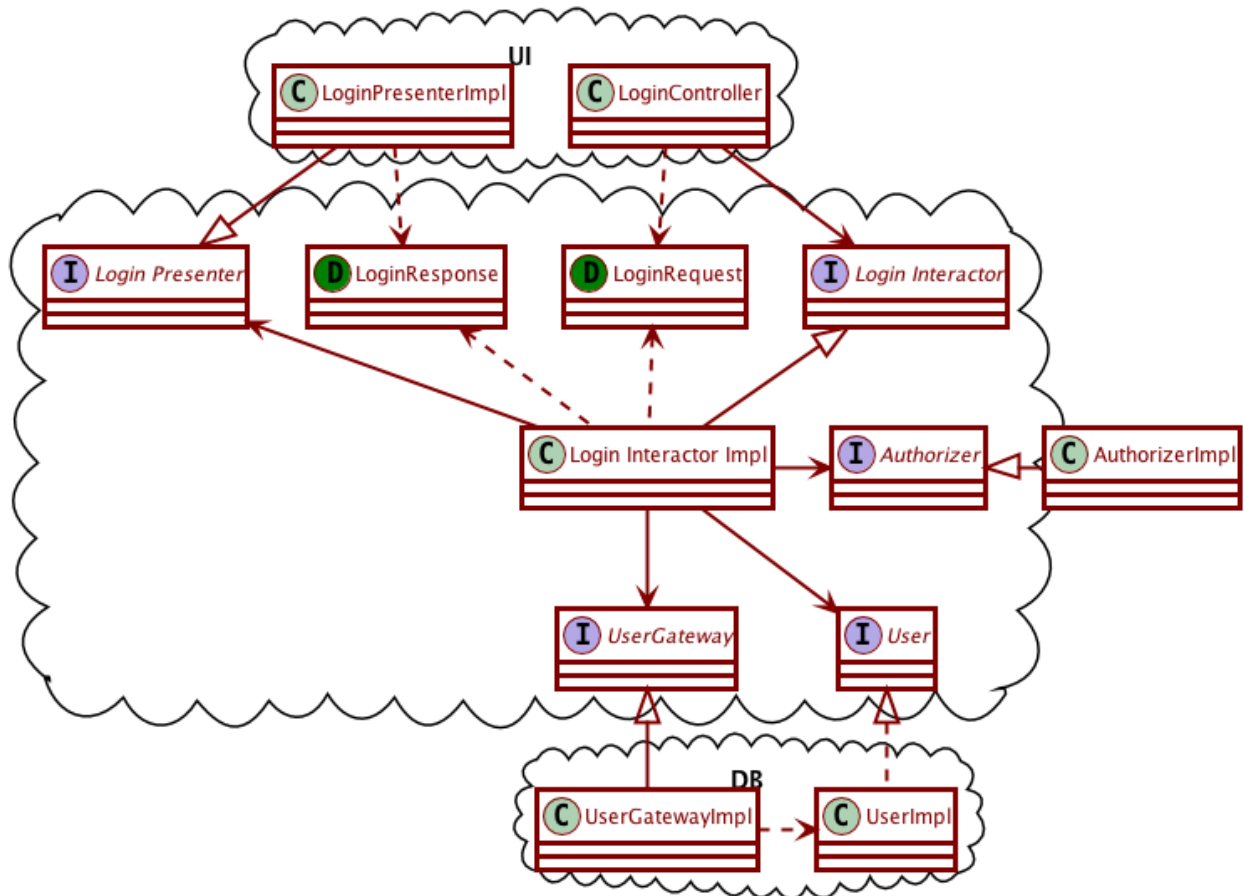 UI
C LoginPresenterImpl
C LoginController
I Login Presenter
D LoginResponse
D LoginRequest
I Login Interactor
C Login Interactor Impl
I Authorizer
C AuthorizerImpl
I UserGateway
I User
DB
C UserGatewayImpl
C UserImpl